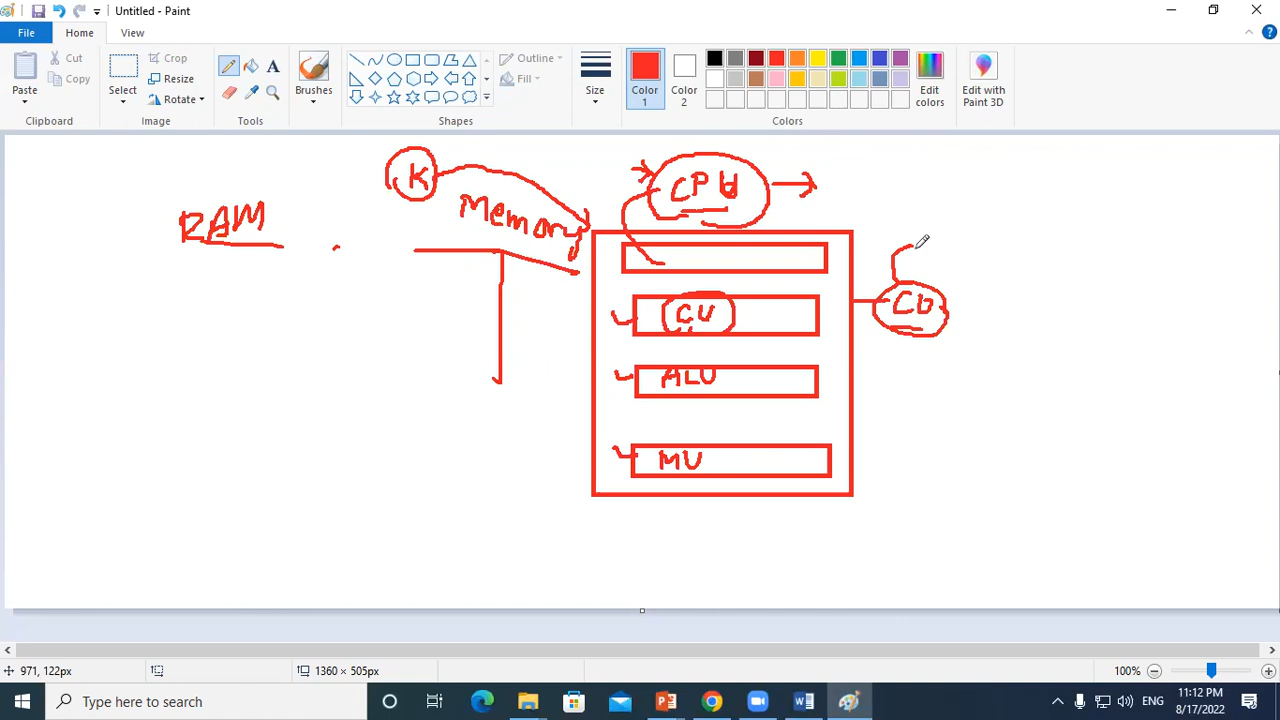 Untitled - Paint
File
Home
View
Paste
Cut
Copy
Clipboard
Select
Crop
Resize
Rotate
Image
Tools
Brushes
Shapes
Outline
Fill
Size
Color 1
Color 2
Edit colors
Edit with Paint 3D
Colors
K
CPU
RAM
Memory
CU
CU
ALU
MU
971, 122px
1360 × 505px
100%
Type here to search
ENG
11:12 PM
8/17/2022